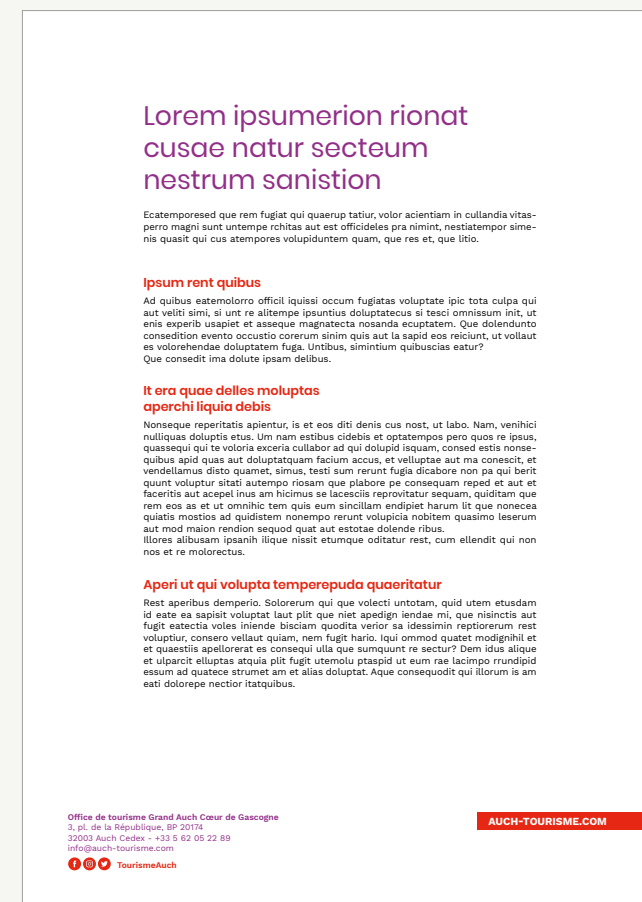 Lorem ipsumerion rionat
cusae natur secteum
nestrum sanistion
Ecatemporesed que rem fugiat qui quaerup tatiur, volor acientiam in cullandia vitas-
perro magni sunt untempe rchitas aut est officideles pra nimint, nestiatempor sime-
nis quasit qui cus atempores volupiduntem quam, que res et, que litio.
Ipsum rent quibus
Ad quibus eatemolorro officil iquissi occum fugiatas voluptate ipic tota culpa qui
aut veliti simi, si unt re alitempe ipsuntius doluptatecus si tesci omnissum init, ut
enis experib usapiet et asseque magnatecta nosanda ecuptatem. Que dolendunto
consedition evento occustio corerum sinim quis aut la sapid eos reiciunt, ut vollaut
es volorehendae doluptatem fuga. Untibus, simintium quibuscias eatur?
Que consedit ima dolute ipsam delibus.
It era quae delles moluptas
aperchi liquia debis
Nonseque reperitatis apientur, is et eos diti denis cus nost, ut labo. Nam, venihici
nulliquas doluptis etus. Um nam estibus cidebis et optatempos pero quos re ipsus,
quassequi qui te voloria exceria cullabor ad qui dolupid isquam, consed estis nonse-
quibus apid quas aut doluptatquam facium accus, et velluptae aut ma conescit, et
vendellamus disto quamet, simus, testi sum rerunt fugia dicabore non pa qui berit
quunt voluptur sitati autempo riosam que plabore pe consequam reped et aut et
faceritis aut acepel inus am hicimus se lacesciis reprovitatur sequam, quiditam que
rem eos as et ut omnihic tem quis eum sincillam endipiet harum lit que nonecea
quiatis mostios ad quidistem nonempo rerunt volupicia nobitem quasimo leserum
aut mod maion rendion sequod quat aut estotae dolende ribus.
Illores alibusam ipsanih ilique nissit etumque oditatur rest, cum ellendit qui non
nos et re molorectus.
Aperi ut qui volupta temperepuda quaeritatur
Rest aperibus demperio. Solorerum qui que volecti untotam, quid utem etusdam
id eate ea sapisit voluptat laut plit que niet apedign iendae mi, que nisinctis aut
fugit eatectia voles iniende bisciam quodita verior sa idessimin reptiorerum rest
voluptiur, consero vellaut quiam, nem fugit hario. Iqui ommod quatet modignihil et
et quaestiis apellorerat es consequi ulla que sumquunt re sectur? Dem idus alique
et ulparcit elluptas atquia plit fugit utemolu ptaspid ut eum rae lacimpo rrundipid
essum ad quatece strumet am et alias doluptat. Aque consequodit qui illorum is am
eati dolorepe nectior itatquibus.
Office de tourisme Grand Auch Cœur de Gascogne
3, pl. de la République, BP 20174
32003 Auch Cedex - +33 5 62 05 22 89
info@auch-tourisme.com
TourismeAuch
AUCH-TOURISME.COM